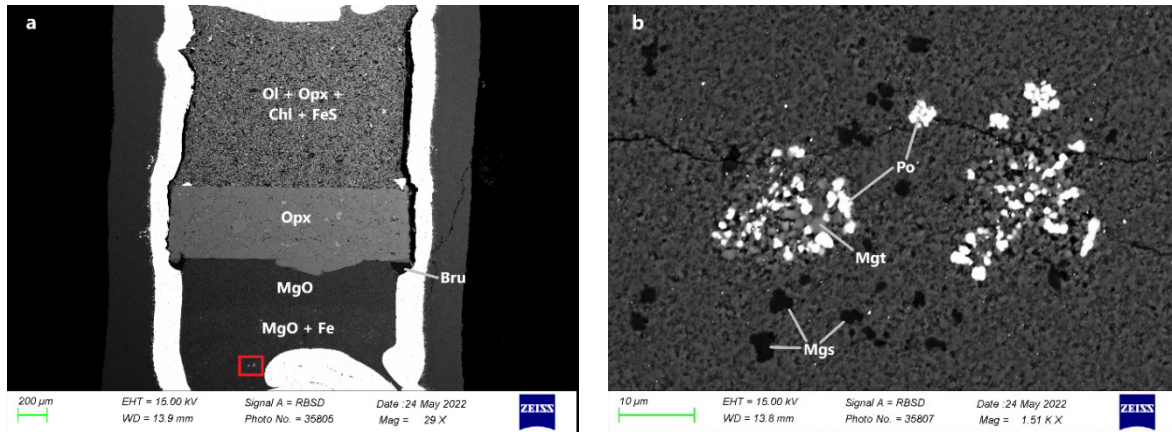 a
Ol + Opx +
Chl + FeS
Opx
Bru
MgO
MgO + Fe
200 µm
EHT = 15.00 kV
WD = 13.9 mm
Signal A = RBSD
Photo No. = 35805
Date :24 May 2022
Mag = 29 X
ZEISS
b
Po
Mgt
Mgs
10 µm
EHT = 15.00 kV
WD = 13.8 mm
Signal A = RBSD
Photo No. = 35807
Date :24 May 2022
Mag = 1.51 K X
ZEISS